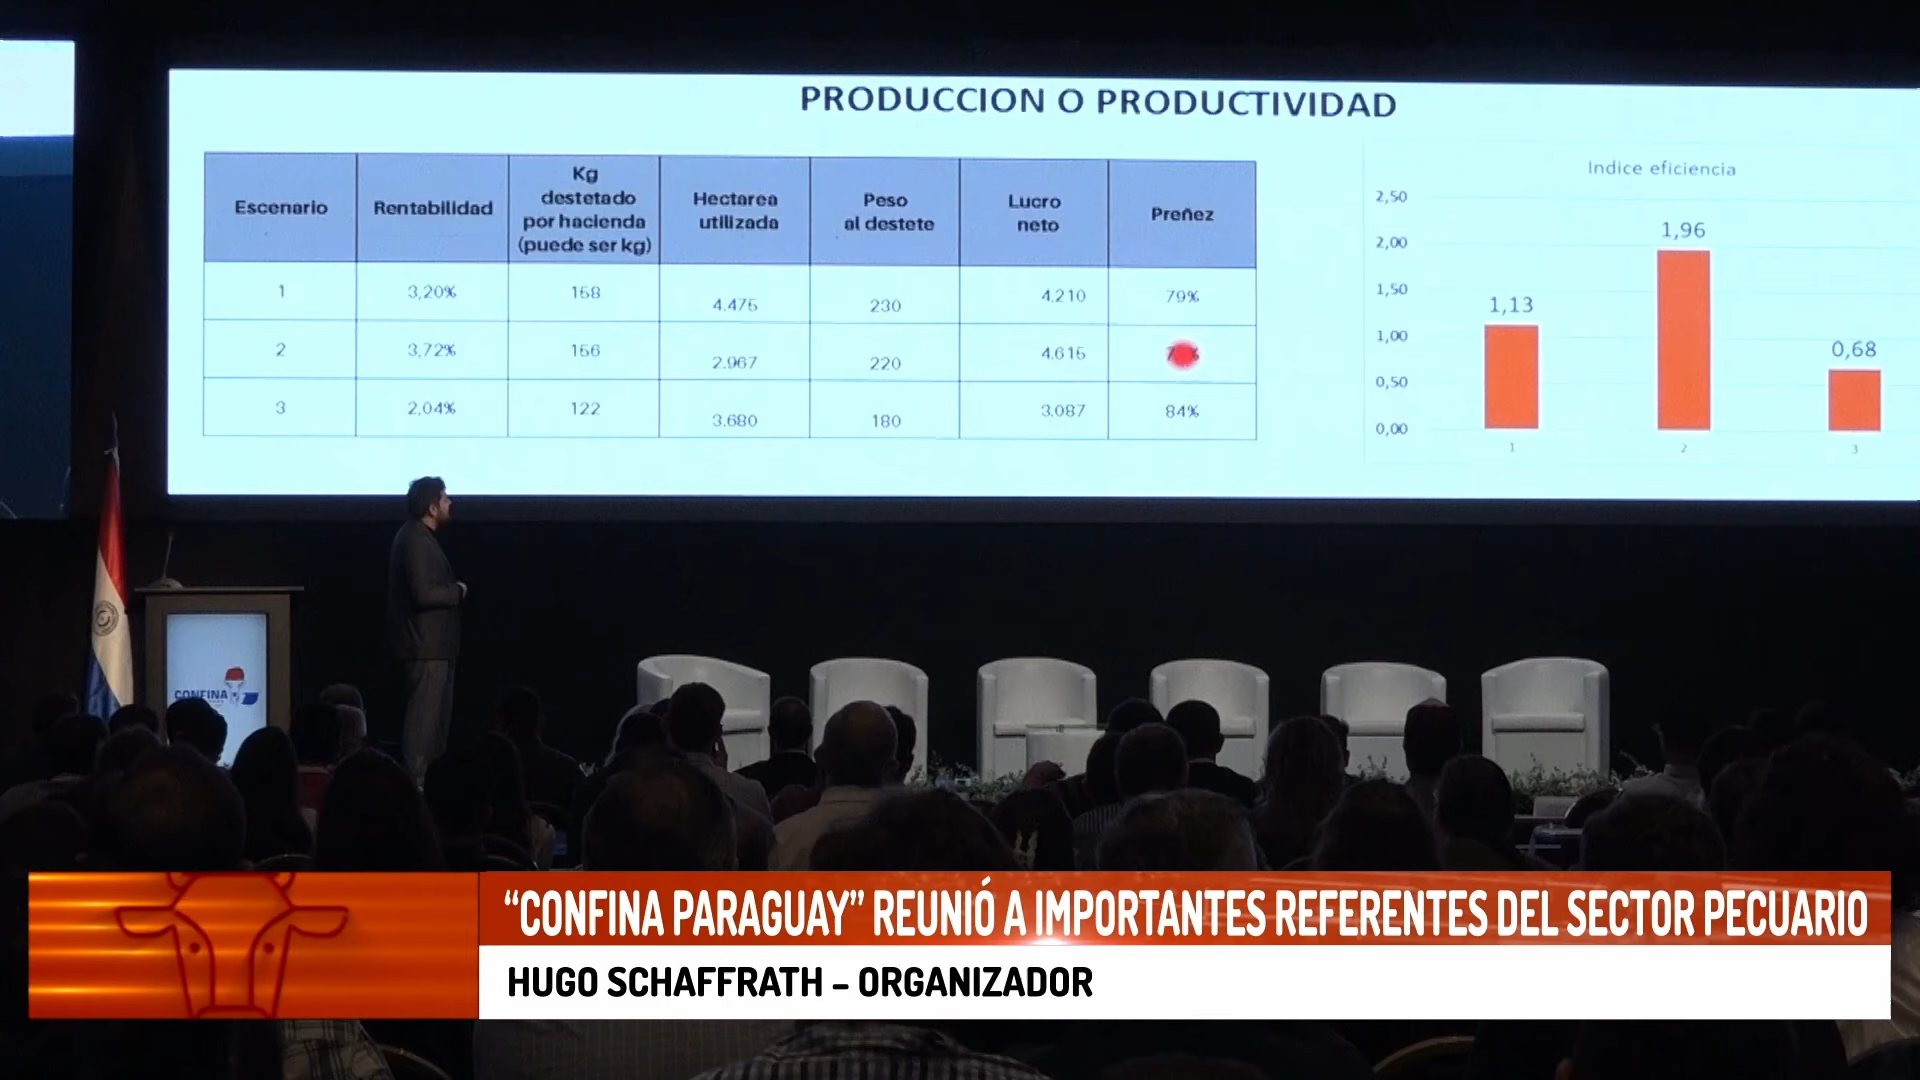 PRODUCCION O PRODUCTIVIDAD
Escenario
Rentabilidad
Kg
destetado
por hacienda
(puede ser kg)
Hectarea
utilizada
Peso
al destete
Lucro
neto
Preñez
1
3,20%
158
4.475
230
4.210
79%
2
3,72%
156
2.967
220
4.615
3
2,04%
122
3.680
180
3.087
84%
Indice eficiencia
2,50
2,00
1,50
1,00
0,50
0,00
1,13
1,96
0,68
1
2
3
CONFINA
“CONFINA PARAGUAY” REUNIÓ A IMPORTANTES REFERENTES DEL SECTOR PECUARIO
HUGO SCHAFFRATH – ORGANIZADOR